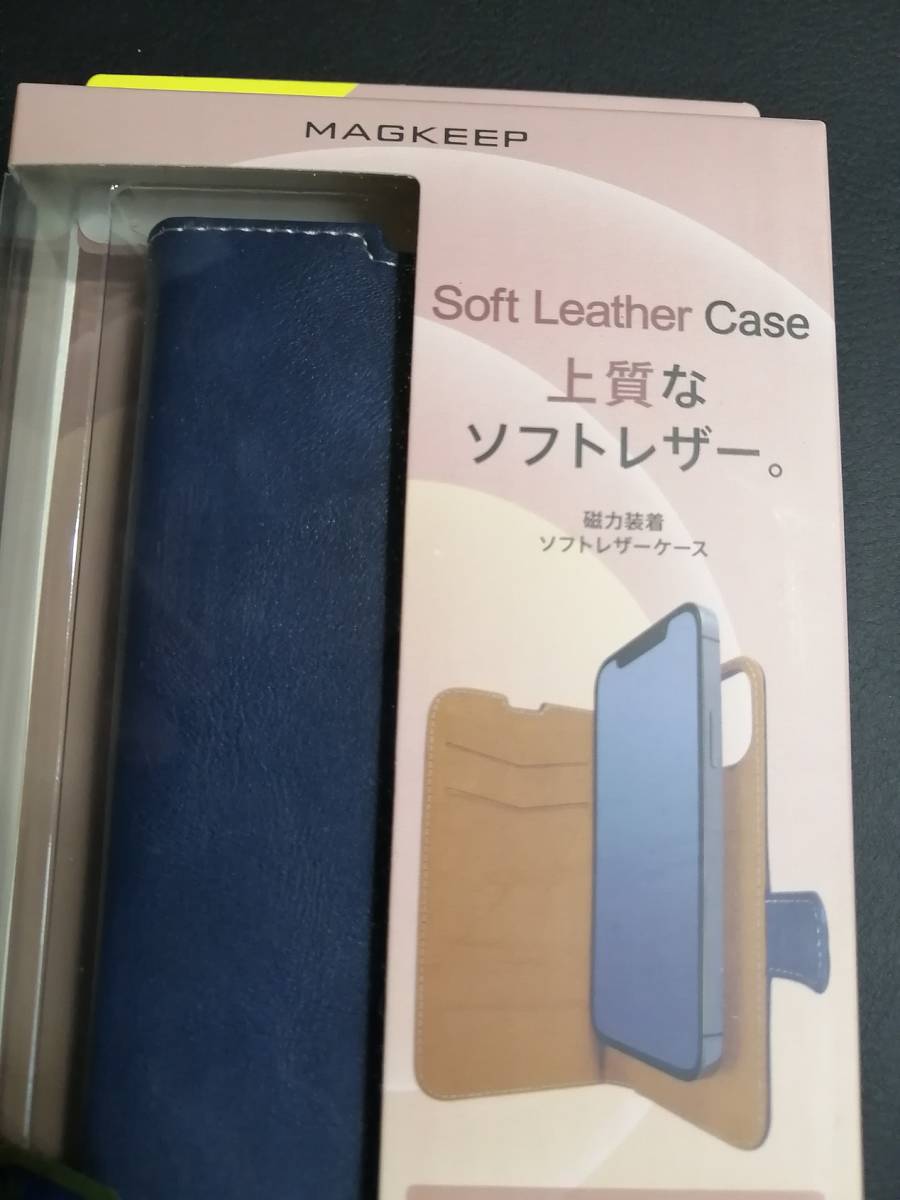 MAGKEEP
Soft Leather Case
上質な
ソフトレザー。
磁力装着
ソフトレザーケース